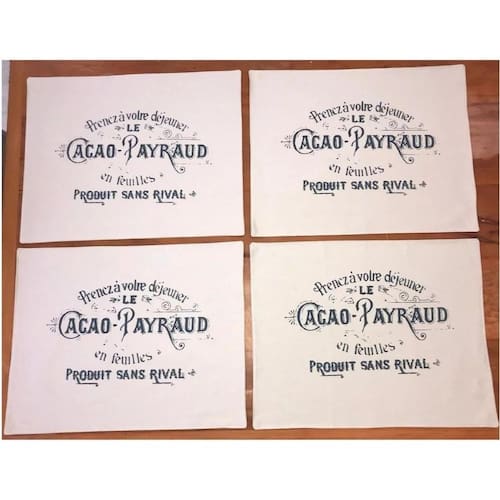 Prenez à votre déjeuner
LE
CACAO-PAYRAUD
en feuilles
PRODUIT SANS RIVAL
Prenez à votre déjeuner
LE
CACAO-PAYRAUD
en feuilles
PRODUIT SANS RIVAL
Prenez à votre déjeuner
LE
CACAO-PAYRAUD
en feuilles
PRODUIT SANS RIVAL
Prenez à votre déjeuner
LE
CACAO-PAYRAUD
en feuilles
PRODUIT SANS RIVAL